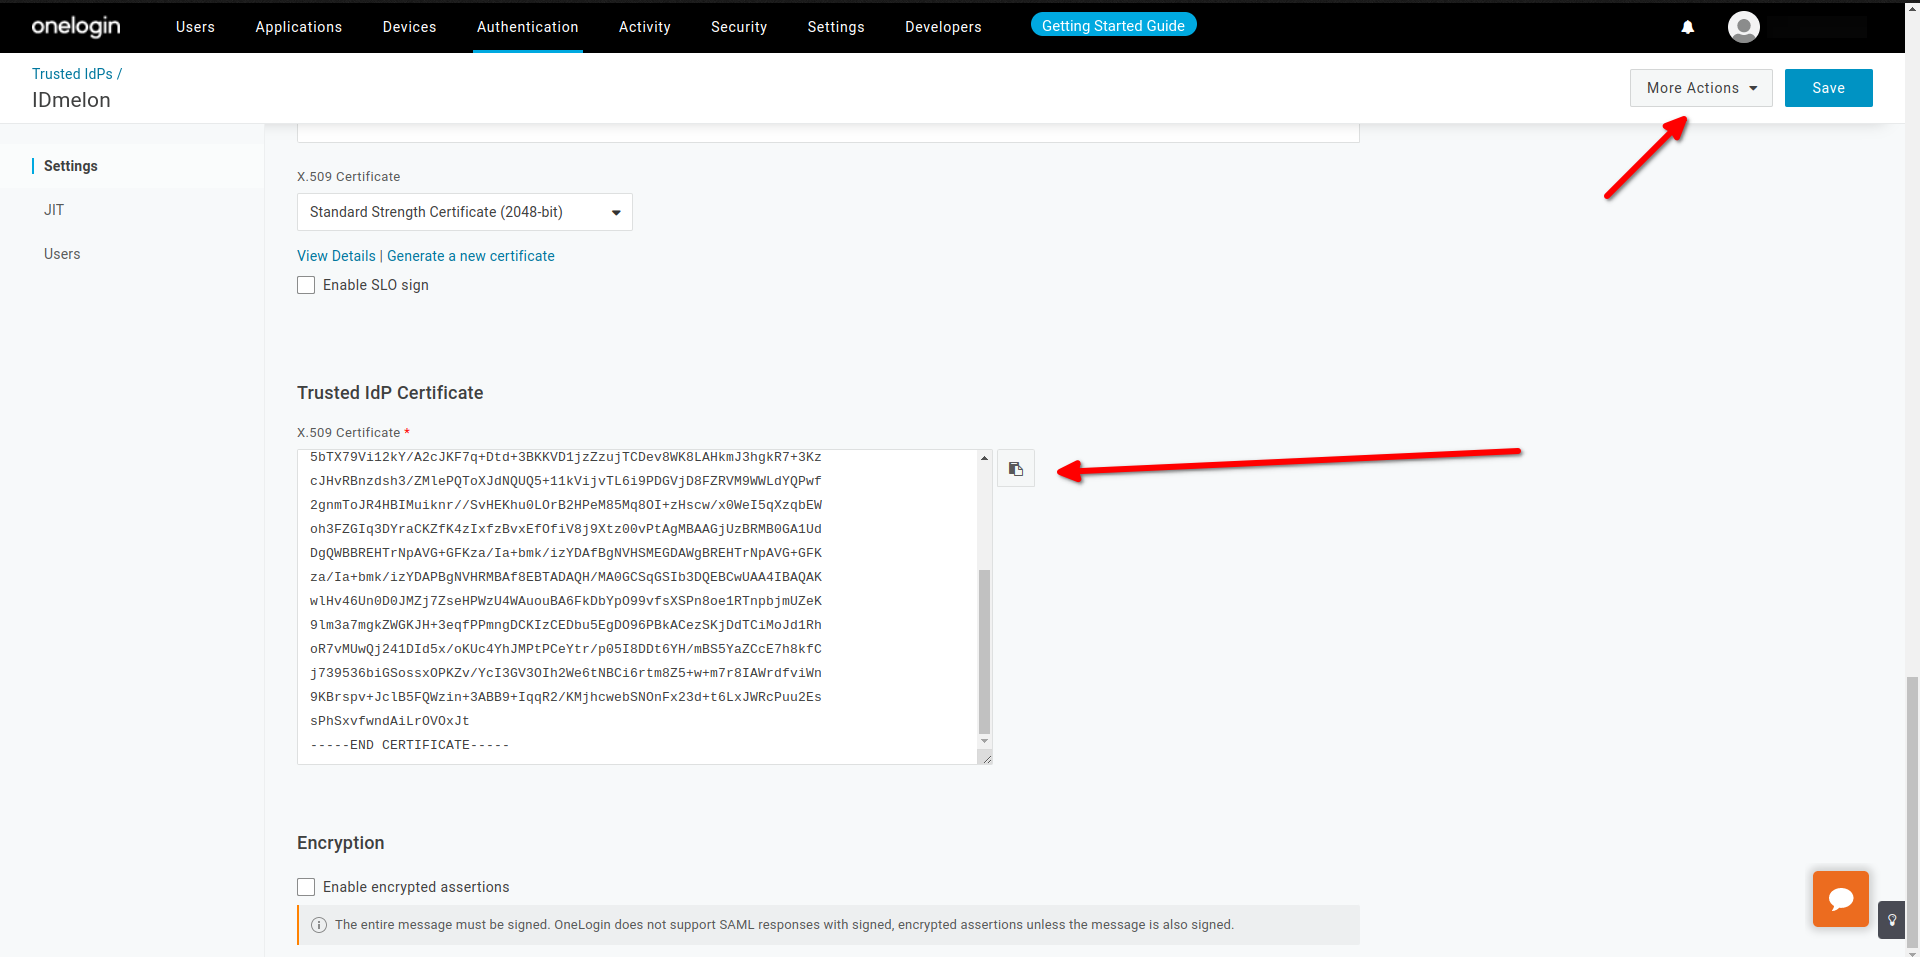 onelogin
Users Applications Devices Authentication Activity Security Settings Developers Getting Started Guide
Trusted IdPs /
IDmelon
More Actions Save
Settings
JIT
Users
X.509 Certificate
Standard Strength Certificate (2048-bit)
View Details | Generate a new certificate
Enable SLO sign
Trusted IdP Certificate
X.509 Certificate *
5bTX79Vi12kY/A2cJKF7q+Dtd+3BKKVD1jzZzujTCDev8WK8LAHkmJ3hgkR7+3Kz
cJHvRBnzdsh3/ZMlePQToXJdNQUQ5+11kVijvTL6i9PDGVjD8FZRVM9WWLdYQPwf
2gnmToJR4HBIMuiknr//SvHEKhu0LOrB2HPeM85Mq8OI+zHscw/x0WeI5qXzqbEW
oh3FZGIq3DYraCKZfK4zIxfzBvxEfOfiV8j9Xtz00vPtAgMBAAGjUzBRMB0GA1Ud
DgQWBBREHTrNpAVG+GFKza/Ia+bmk/izYDAfBgNVHSMEGDAWgBREHTrNpAVG+GFK
za/Ia+bmk/izYDAPBgNVHRMBAf8EBTADAQH/MA0GCSqGSIb3DQEBCwUAA4IBAQAK
wlHv46Un0D0JMZj7ZseHPWzU4WAuouBA6FkDbYpO99vfsXSPn8oe1RTnpbjmUZeK
9lm3a7mgkZWGKJH+3eqfPPmngDCKIzCEDbu5EgDO96PBkACezSKjDdTCiMoJd1Rh
oR7vMUwQj241DId5x/oKUc4YhJMPtPCeYtr/p05I8DDt6YH/mBS5YaZCcE7h8kfC
j739536biGSossxOPKZv/YcI3GV3OIh2We6tNBCi6rtm8Z5+w+m7r8IAWrdfviWn
9KBrspv+JclB5FQWzin+3ABB9+IqqR2/KMjhcwebSNOnFx23d+t6LxJWRcPuu2Es
sPhSxvfwndAiLrOVOxJt
-----END CERTIFICATE-----
Encryption
Enable encrypted assertions
The entire message must be signed. OneLogin does not support SAML responses with signed, encrypted assertions unless the message is also signed.